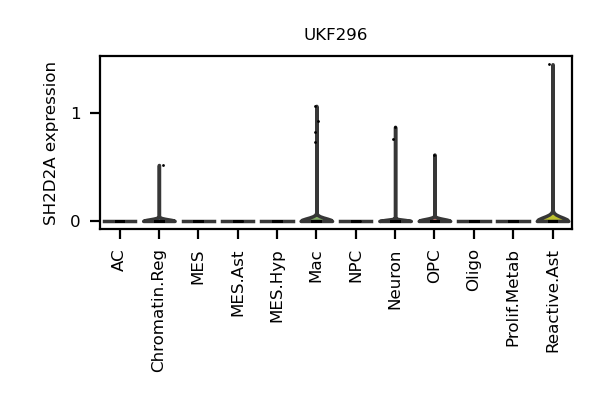 UKF296
SH2D2A expression
1
0
AC
Chromatin.Reg
MES
MES.Ast
MES.Hyp
Mac
NPC
Neuron
OPC
Oligo
Prolif.Metab
Reactive.Ast